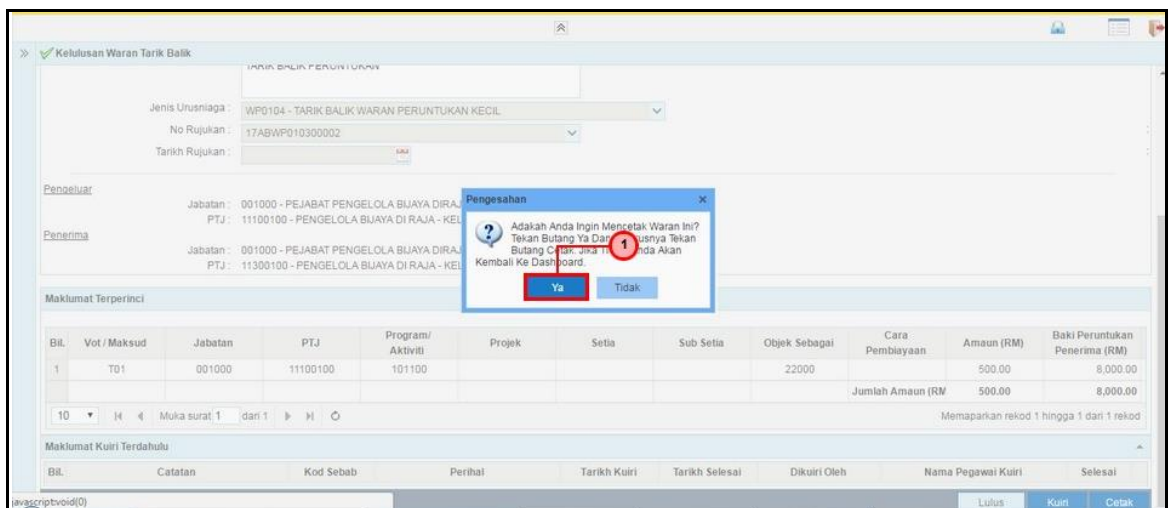 Kelulusan Waran Tarik Balik
TARIK BALIK PERUNTUKAN
Jenis Urusniaga : WP0104 - TARIK BALIK WARAN PERUNTUKAN KECIL
No Rujukan : 17ABWP010300002
Tarikh Rujukan :
Pengeluar
Jabatan : 001000 - PEJABAT PENGELOLA BIJAYA DIRAJ
PTJ : 11100100 - PENGELOLA BIJAYA DI RAJA - KEL
Penerima
Jabatan : 001000 - PEJABAT PENGELOLA BIJAYA DIRAJ
PTJ : 11300100 - PENGELOLA BIJAYA DI RAJA - KEL
Pengesahan
Adakah Anda Ingin Mencetak Waran Ini?
Tekan Butang Ya Dan Tekan
Butang Cetak. Jika Akan
Kembali Ke Dashboard.
1
Ya Tidak
Maklumat Terperinci
Bil. Vot / Maksud Jabatan PTJ Program/ Aktiviti Projek Setia Sub Setia Objek Sebagai Cara Pembiayaan Amaun (RM) Baki Peruntukan Penerima (RM)
1 T01 001000 11100100 101100 22000 500.00 8,000.00
Jumlah Amaun (RM 500.00 8,000.00
10 Muka surat 1 dari 1 Memaparkan rekod 1 hingga 1 dari 1 rekod
Maklumat Kuiri Terdahulu
Bil. Catatan Kod Sebab Perihal Tarikh Kuiri Tarikh Selesai Dikuiri Oleh Nama Pegawai Kuiri Selesai
javascript:void(0) Lulus Kuiri Cetak